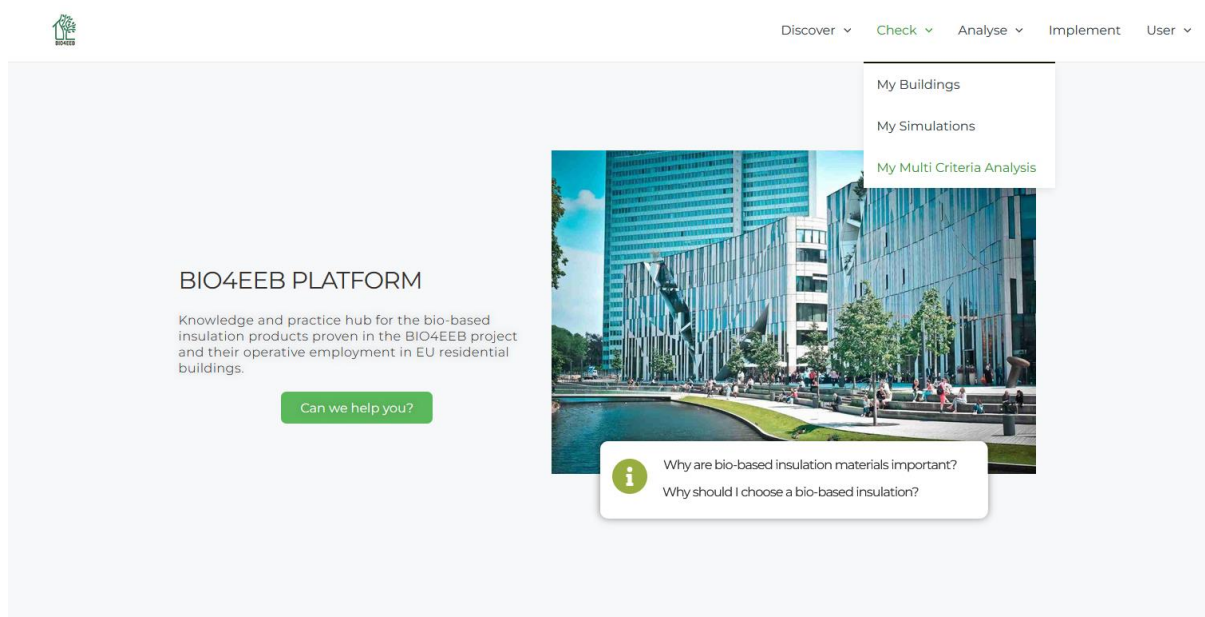 BIO4EEB
Discover
Check
Analyse
Implement
User
My Buildings
My Simulations
My Multi Criteria Analysis
BIO4EEB PLATFORM
Knowledge and practice hub for the bio-based
insulation products proven in the BIO4EEB project
and their operative employment in EU residential
buildings.
Can we help you?
Why are bio-based insulation materials important?
Why should I choose a bio-based insulation?